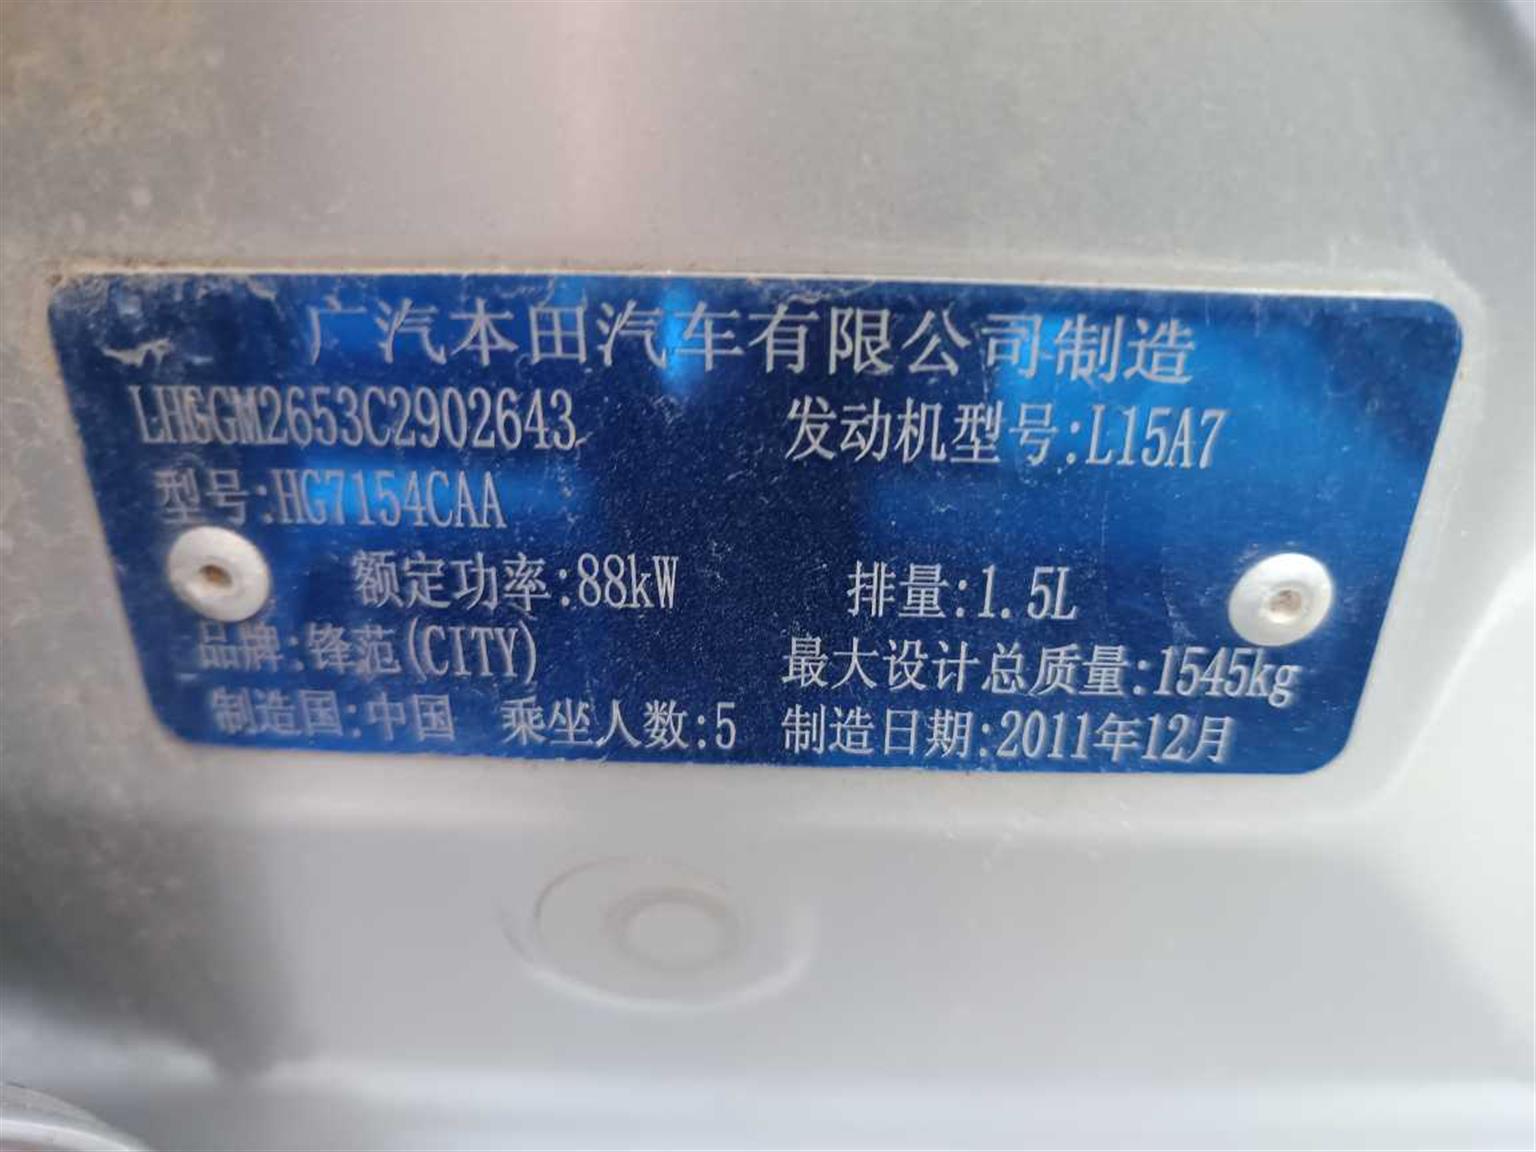 广汽本田汽车有限公司制造
LHGGM2653C2902643 发动机型号:L15A7
型号:HG7154CAA
额定功率:88kW 排量:1.5L
品牌:锋范(CITY) 最大设计总质量:1545kg
制造国:中国 乘坐人数:5 制造日期:2011年12月